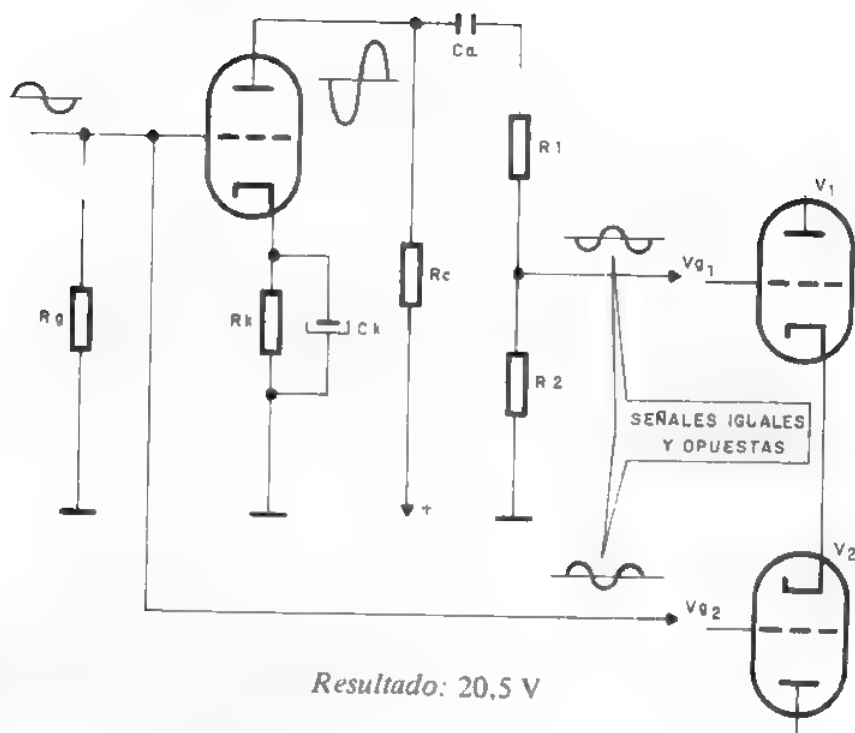 Ca
R1
V1
Rg
Rk
Ck
Rc
Vg1
R2
SEÑALES IGUALES
Y OPUESTAS
+
V2
Vg2
Resultado: 20,5 V